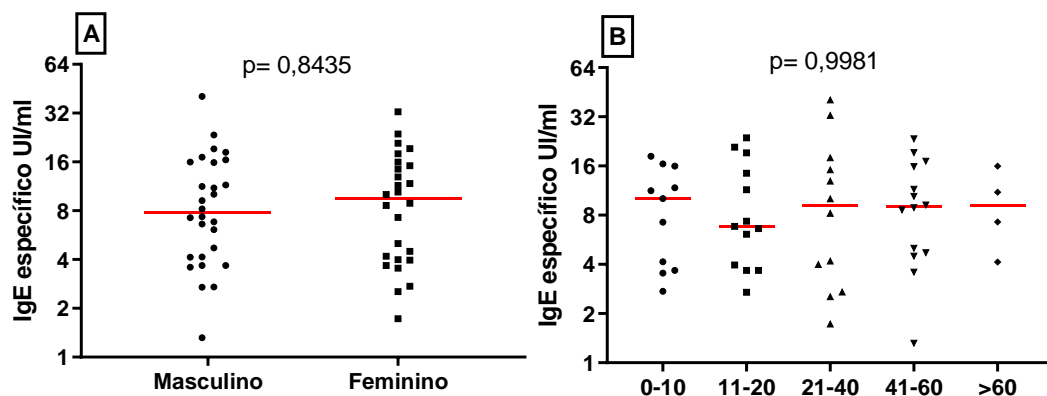 A
p= 0,8435
IgE específico UI/ml
64
32
16
8
4
2
1
Masculino Feminino
B
p= 0,9981
IgE específico UI/ml
64
32
16
8
4
2
1
0-10 11-20 21-40 41-60 >60